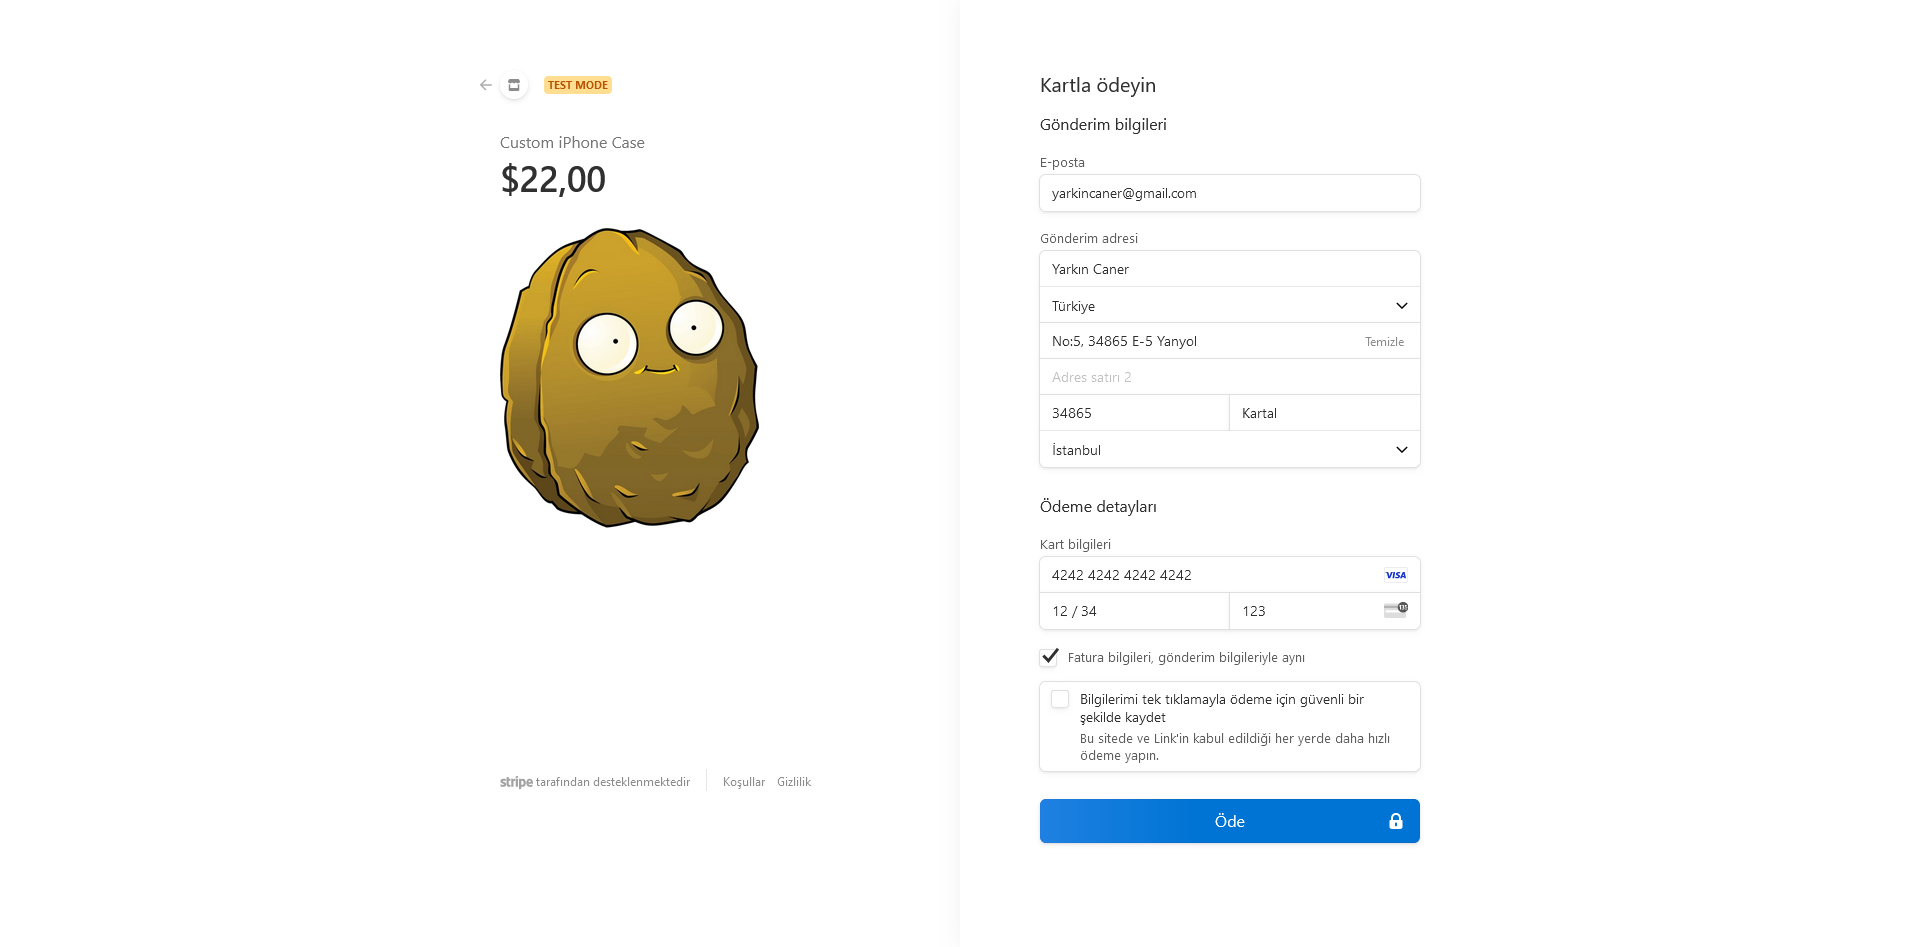 TEST MODE
Custom iPhone Case
$22,00
stripe tarafından desteklenmektedir
Koşullar Gizlilik
Kartla ödeyin
Gönderim bilgileri
E-posta
yarkincaner@gmail.com
Gönderim adresi
Yarkın Caner
Türkiye
No:5, 34865 E-5 Yanyol Temizle
Adres satırı 2
34865 Kartal
İstanbul
Ödeme detayları
Kart bilgileri
4242 4242 4242 4242 VISA
12 / 34 123
Fatura bilgileri, gönderim bilgileriyle aynı
Bilgilerimi tek tıklamayla ödeme için güvenli bir
şekilde kaydet
Bu sitede ve Link'in kabul edildiği her yerde daha hızlı
ödeme yapın.
Öde